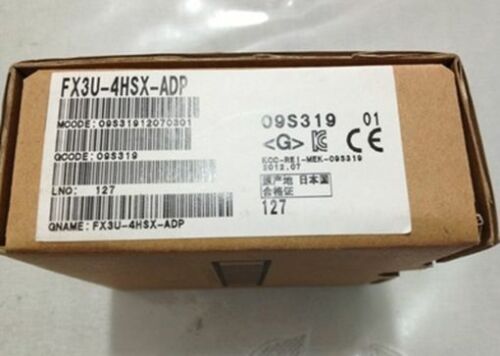 FX3U-4HSX-ADP
MCODE:09S31912070301
QCODE:09S319
LNO: 127
QNAME:FX3U-4HSX-ADP
09S319 01
<G> CE
KCC-REI-MEK-09S319
2012.07
原产地 日本国
合格证
127